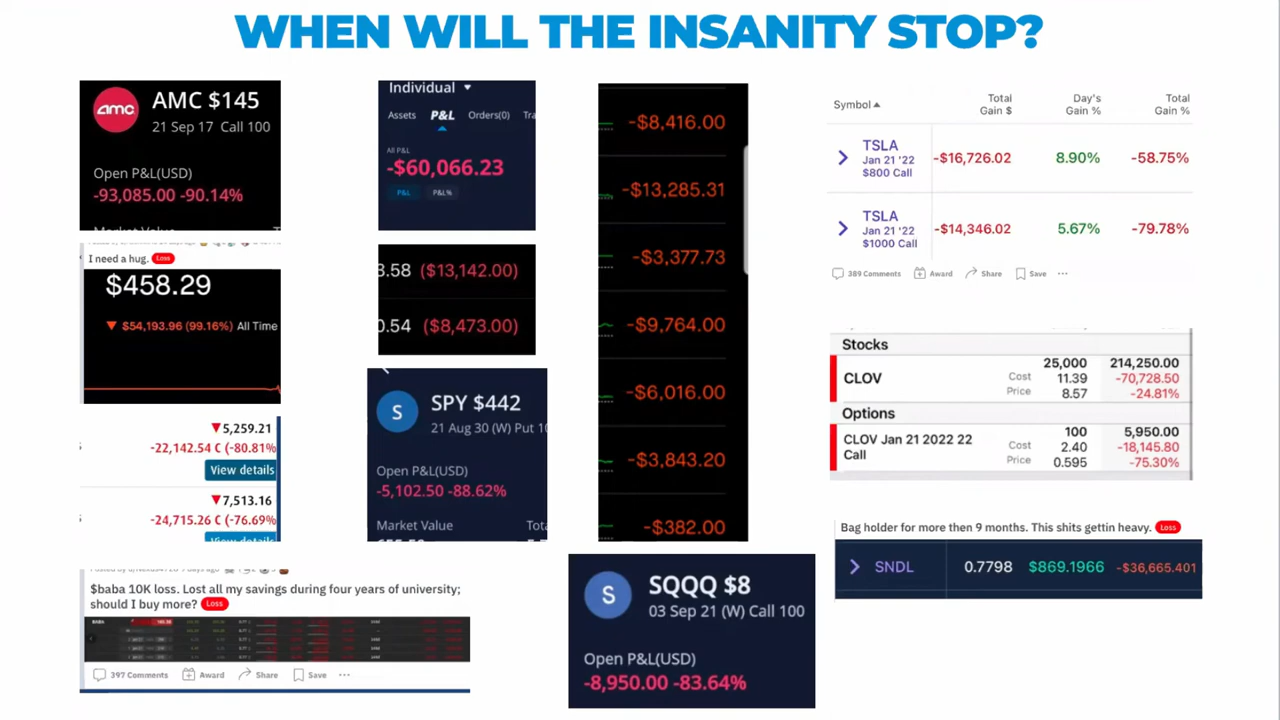 WHEN WILL THE INSANITY STOP?
amc
AMC $145
21 Sep 17 Call 100
Open P&L(USD)
-93,085.00 -90.14%
I need a hug. Loss
$458.29
▼ $54,193.96 (99.16%) All Time
▼5,259.21
-22,142.54 C (-80.81%
View details
▼7,513.16
-24,715.26 C (-76.69%
View details
$baba 10K loss. Lost all my savings during four years of university;
should I buy more? Loss
BABA
397 Comments Award Share Save ...
Individual ▼
Assets P&L Orders(0) Tra
All P&L
-$60,066.23
P&L P&L%
3.58 ($13,142.00)
0.54 ($8,473.00)
S
SPY $442
21 Aug 30 (W) Put 10
Open P&L(USD)
-5,102.50 -88.62%
Market Value Tota
-$8,416.00
-$13,285.31
-$3,377.73
-$9,764.00
-$6,016.00
-$3,843.20
-$382.00
S
SQQQ $8
03 Sep 21 (W) Call 100
Open P&L(USD)
-8,950.00 -83.64%
Symbol▲ Total Gain $ Day's Gain % Total Gain %
TSLA
Jan 21 '22
$800 Call
-$16,726.02 8.90% -58.75%
TSLA
Jan 21 '22
$1000 Call
-$14,346.02 5.67% -79.78%
389 Comments Award Share Save ...
Stocks
CLOV
25,000 214,250.00
Cost 11.39 -70,728.50
Price 8.57 -24.81%
Options
CLOV Jan 21 2022 22
Call
100 5,950.00
Cost 2.40 -18,145.80
Price 0.595 -75.30%
Bag holder for more then 9 months. This shits gettin heavy. Loss
SNDL 0.7798 $869.1966 -$36,665.401